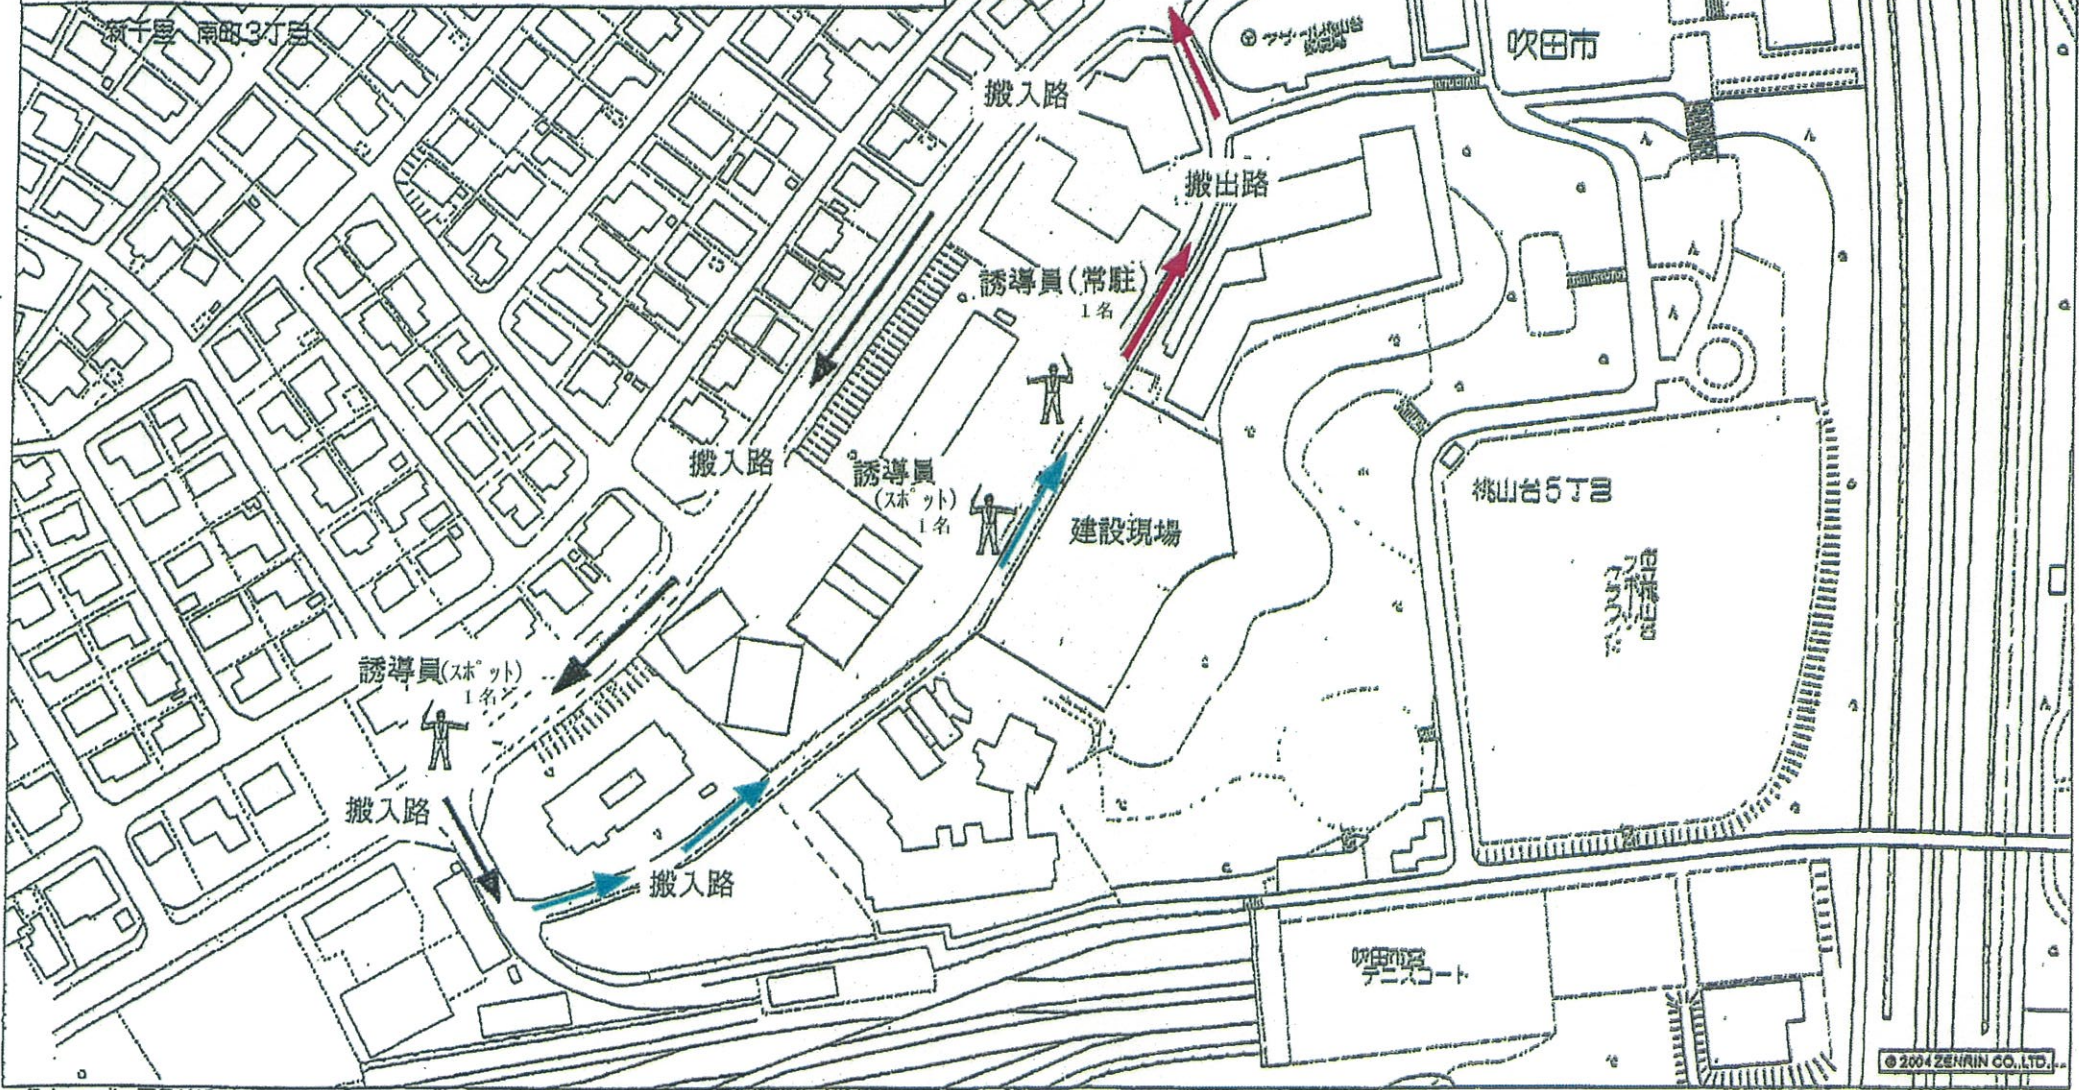 新千里 南町3丁目
吹田市
搬入路
搬出路
誘導員(常駐)
1名
搬入路
誘導員
(スポット)
1名
建設現場
桃山台5丁目
誘導員(スポット)
1名
搬入路
搬入路
吹田市営
テニスコート
© 2004 ZENRIN CO., LTD.